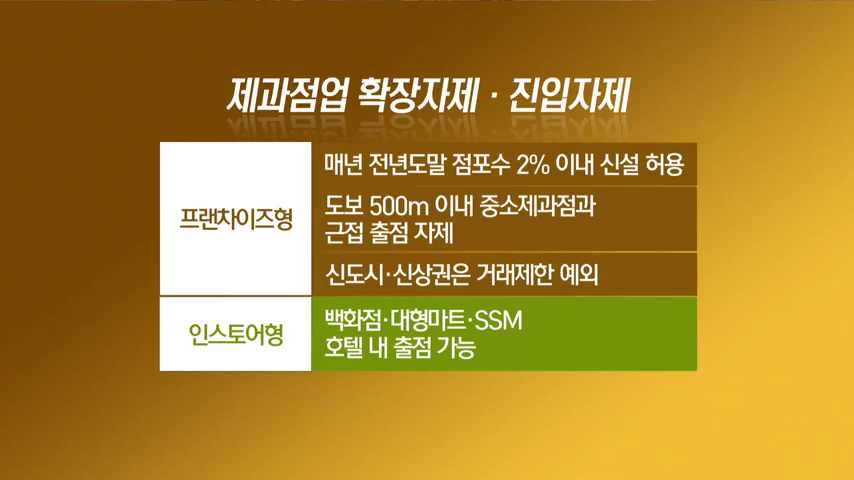 제과점업 확장자제 · 진입자제
프랜차이즈형
매년 전년도말 점포수 2% 이내 신설 허용
도보 500m 이내 중소제과점과
근접 출점 자제
신도시·신상권은 거래제한 예외
인스토어형
백화점·대형마트·SSM
호텔 내 출점 가능